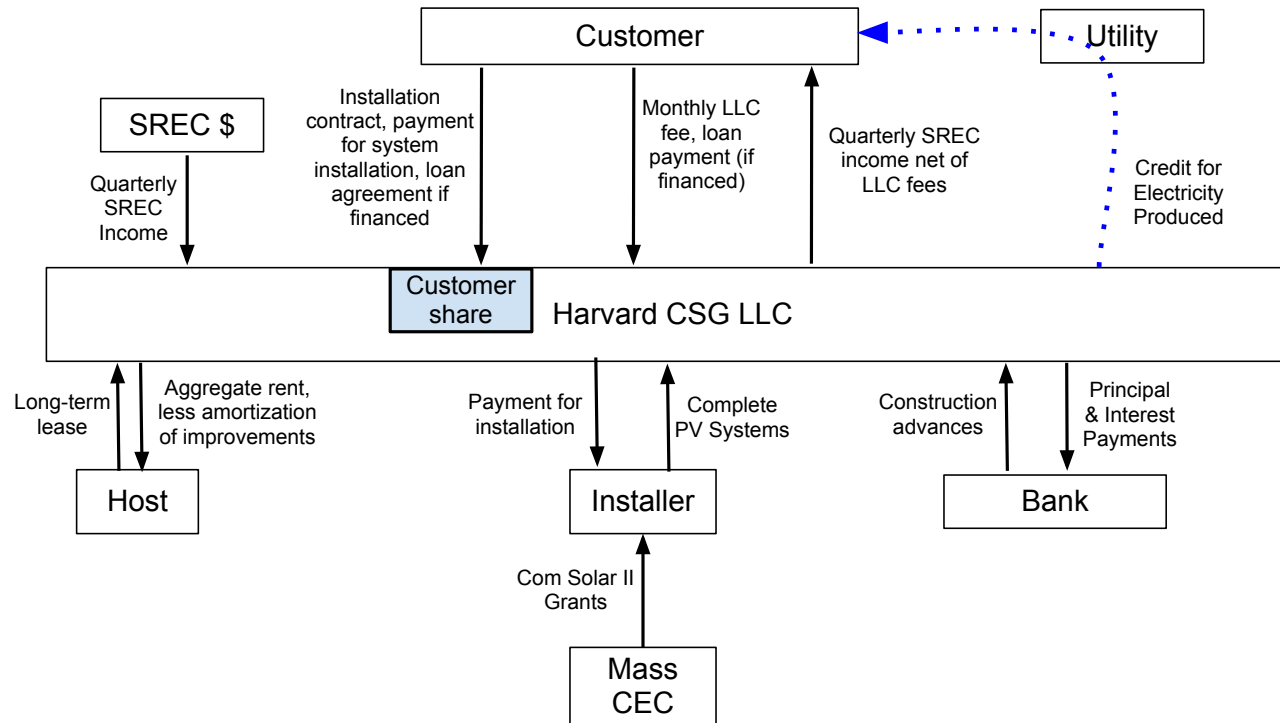 Customer
Utility
SREC $
Installation
contract, payment
for system
installation, loan
agreement if
financed
Monthly LLC
fee, loan
payment (if
financed)
Quarterly SREC
income net of
LLC fees
Credit for
Electricity
Produced
Quarterly
SREC
Income
Customer
share
Harvard CSG LLC
Long-term
lease
Aggregate rent,
less amortization
of improvements
Payment for
installation
Complete
PV Systems
Construction
advances
Principal
& Interest
Payments
Host
Installer
Bank
Com Solar II
Grants
Mass
CEC